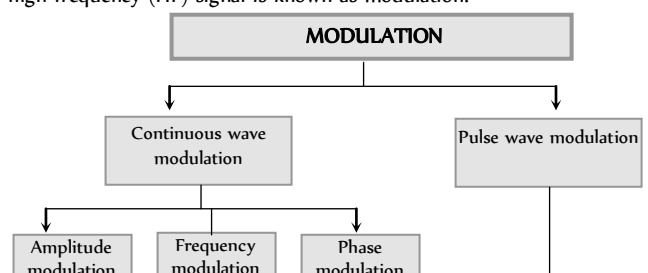 high frequency (HF) signal is known as modulation.
MODULATION
Continuous wave
modulation
Pulse wave modulation
Amplitude
modulation
Frequency
modulation
Phase
modulation